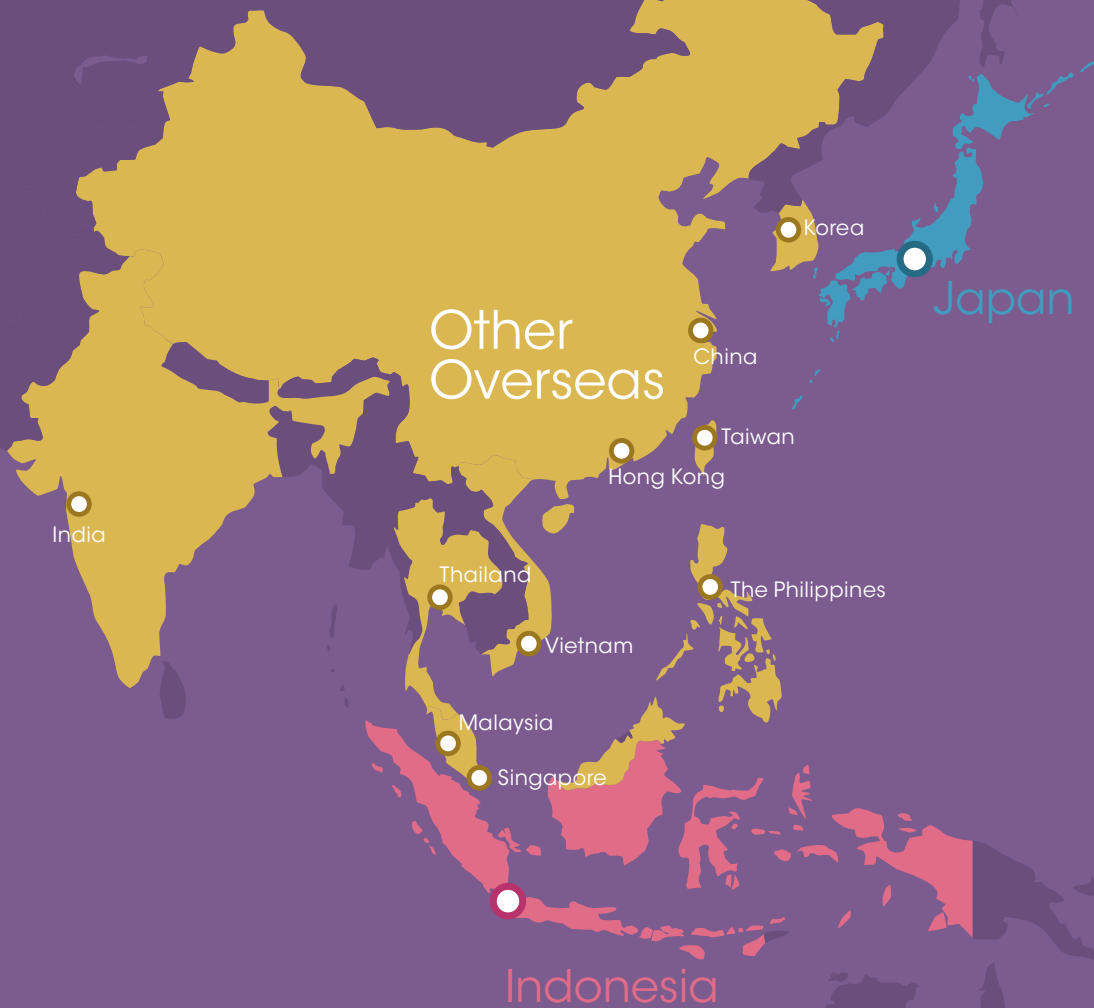 Korea
Japan
Other
Overseas
China
Taiwan
Hong Kong
India
Thailand
The Philippines
Vietnam
Malaysia
Singapore
Indonesia